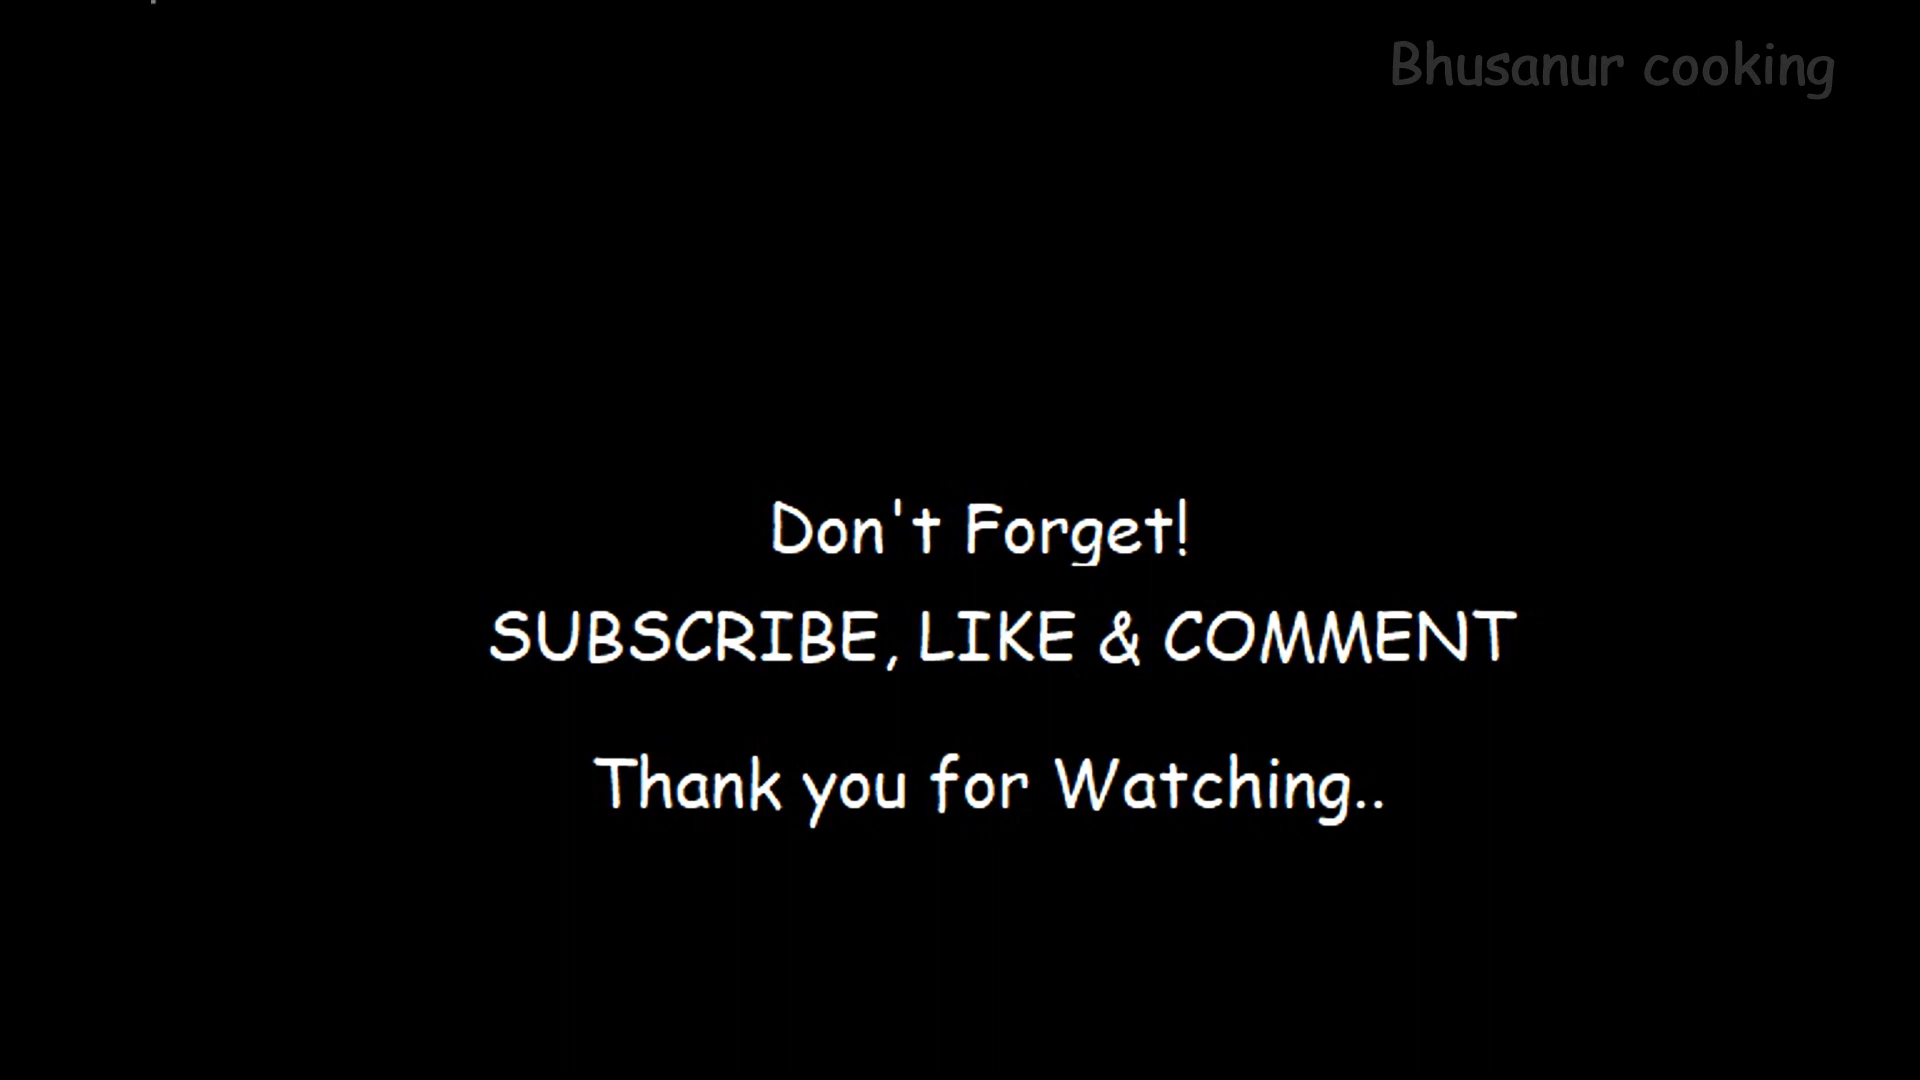 Bhusanur cooking
Don't Forget!
SUBSCRIBE, LIKE & COMMENT
Thank you for Watching..